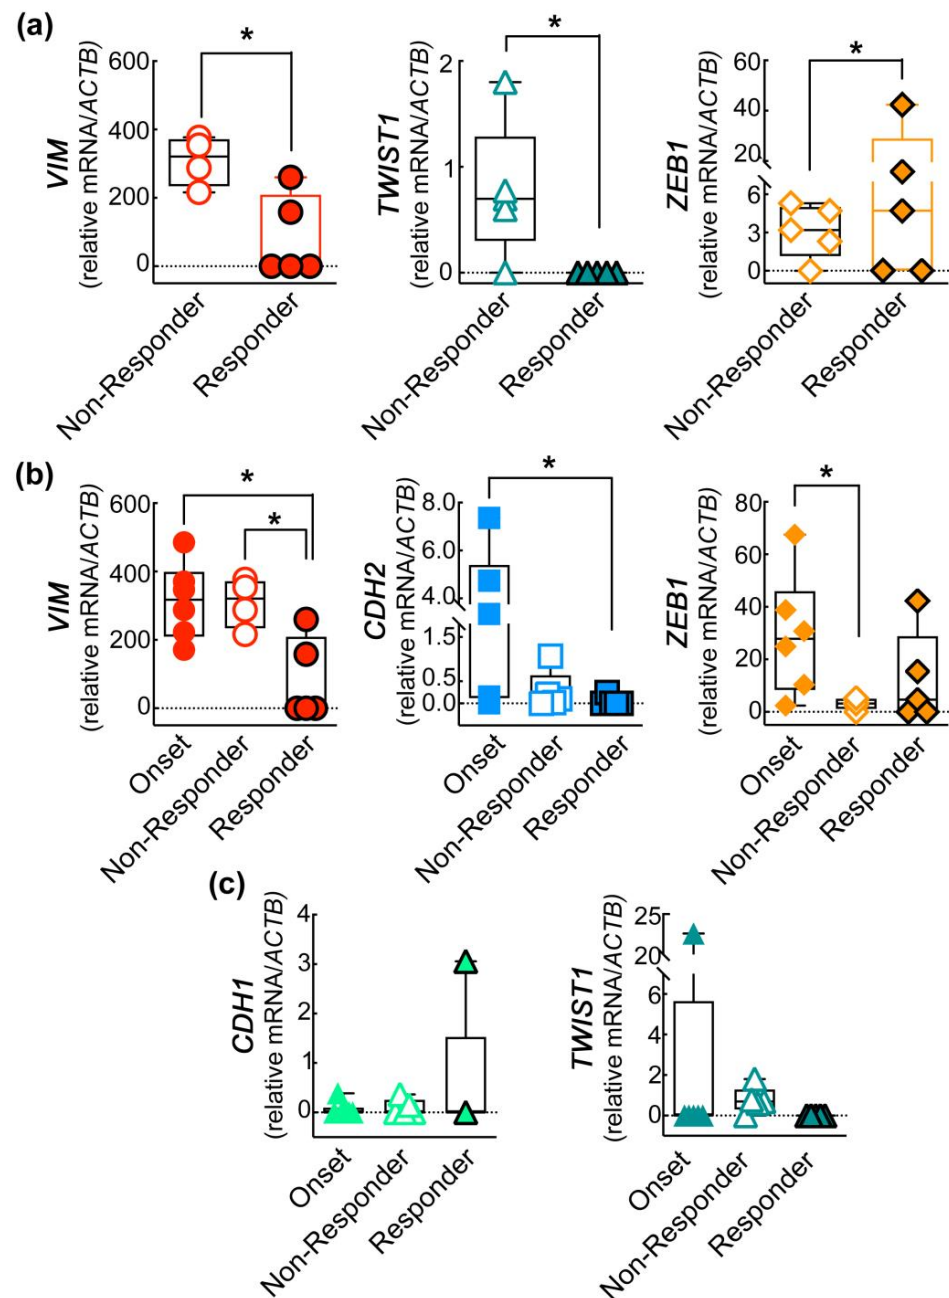 (a)
VIM
(relative mRNA/ACTB)
600
400
200
0
*
Non-Responder
Responder
TWIST1
(relative mRNA/ACTB)
2
1
0
*
Non-Responder
Responder
ZEB1
(relative mRNA/ACTB)
60
40
20
6
3
0
*
Non-Responder
Responder
(b)
VIM
(relative mRNA/ACTB)
600
400
200
0
*
*
Onset
Non-Responder
Responder
CDH2
(relative mRNA/ACTB)
8.0
6.0
4.0
1.5
0.5
0.0
*
Onset
Non-Responder
Responder
ZEB1
(relative mRNA/ACTB)
80
60
40
20
0
*
Onset
Non-Responder
Responder
(c)
CDH1
(relative mRNA/ACTB)
4
3
2
1
0
Onset
Non-Responder
Responder
TWIST1
(relative mRNA/ACTB)
25
20
6
4
2
0
Onset
Non-Responder
Responder